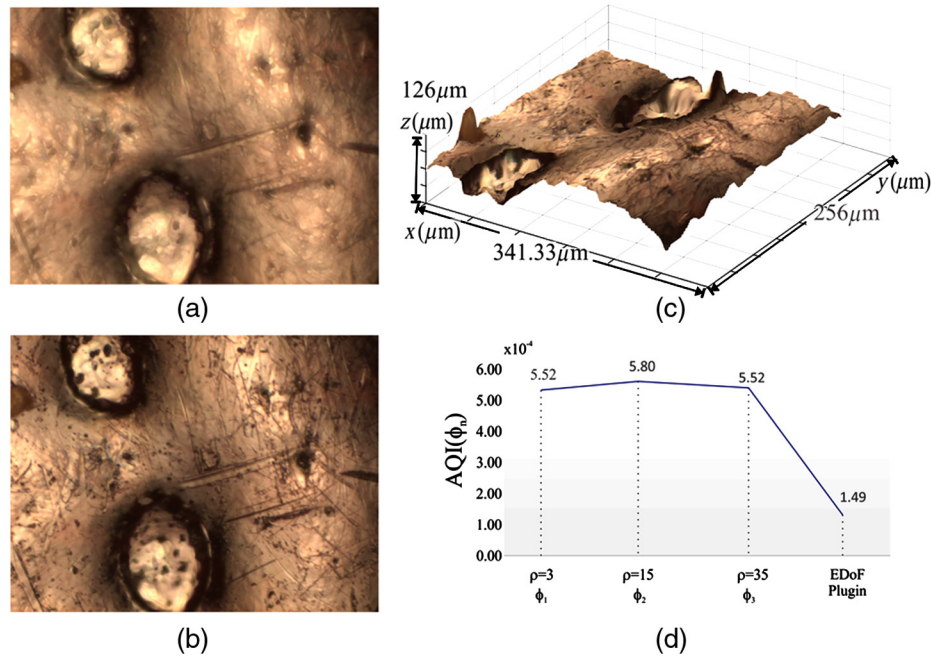 126µm
z(µm)
x(µm)
341.33µm
256µm
y(µm)
(a)
(c)
x10⁻⁴
6.00
5.00
4.00
3.00
2.00
1.00
0.00
AQI(ϕₙ)
5.52
5.80
5.52
1.49
ρ=3
ϕ₁
ρ=15
ϕ₂
ρ=35
ϕ₃
EDoF
Plugin
(b)
(d)